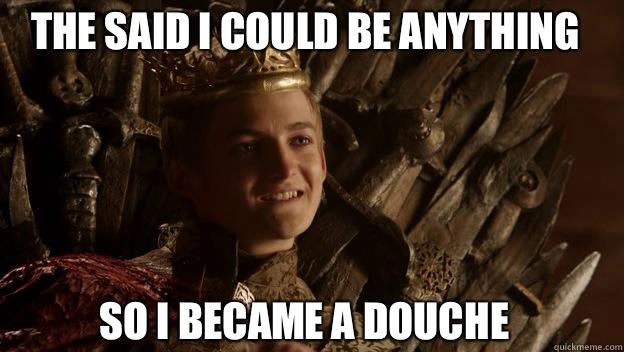 THE SAID I COULD BE ANYTHING
SO I BECAME A DOUCHE
quickmeme.com